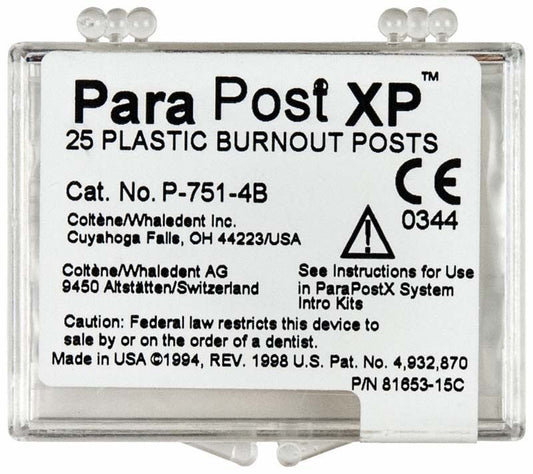 Para Post XP™
25 PLASTIC BURNOUT POSTS
Cat. No. P-751-4B
CE
0344
Coltène/Whaledent Inc.
Cuyahoga Falls, OH 44223/USA
Coltène/Whaledent AG
9450 Altstätten/Switzerland
See Instructions for Use
in ParaPostX System
Intro Kits
Caution: Federal law restricts this device to
sale by or on the order of a dentist.
Made in USA ©1994, REV. 1998 U.S. Pat. No. 4,932,870
P/N 81653-15C